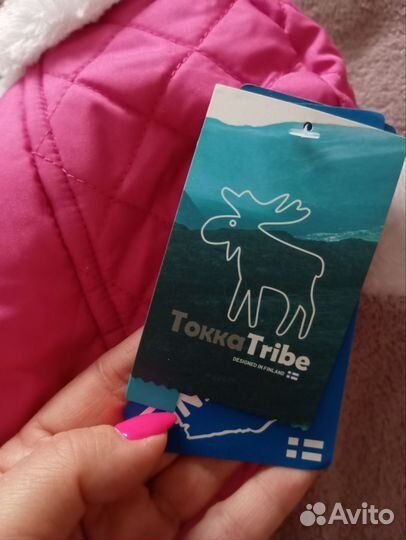 TokkaTribe
DESIGNED IN FINLAND
Avito